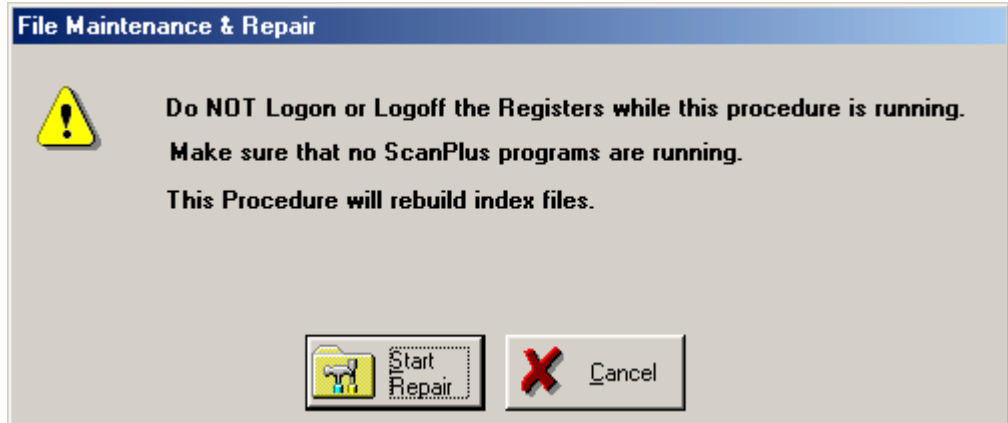 File Maintenance & Repair
Do NOT Logon or Logoff the Registers while this procedure is running.
Make sure that no ScanPlus programs are running.
This Procedure will rebuild index files.
Start
Repair
Cancel